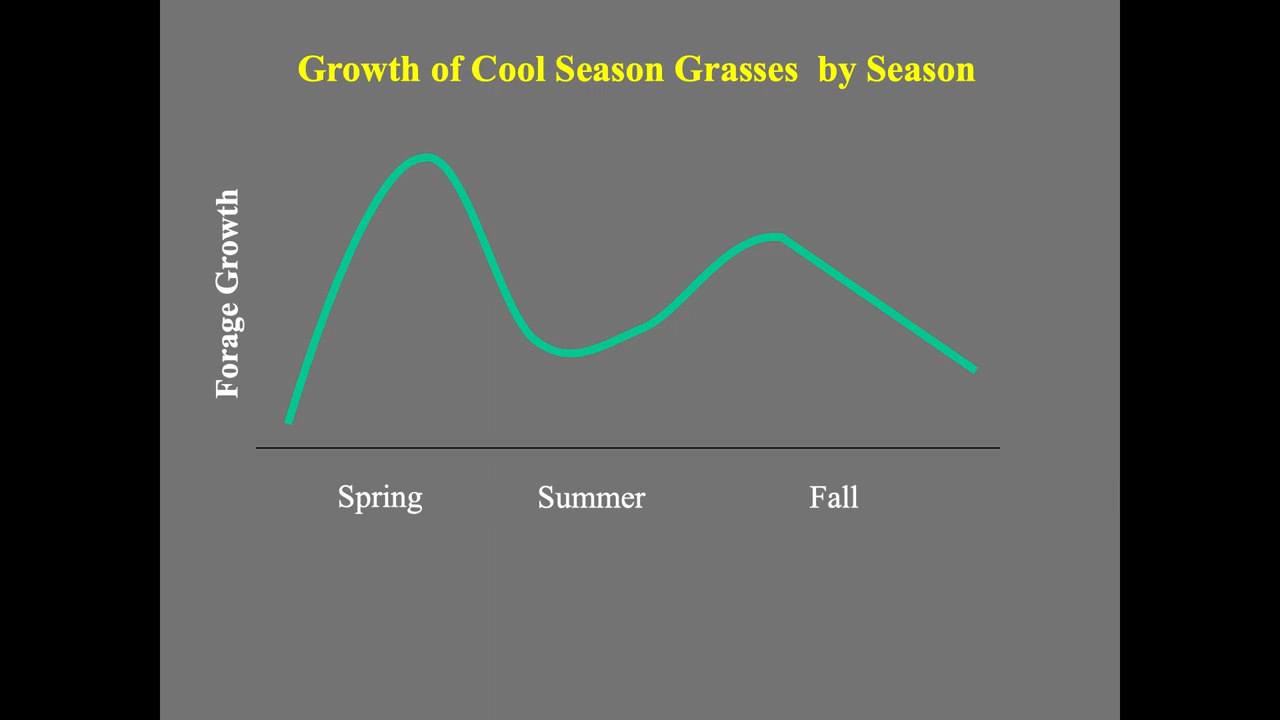 Growth of Cool Season Grasses  by Season
Forage Growth
Spring
Summer
Fall